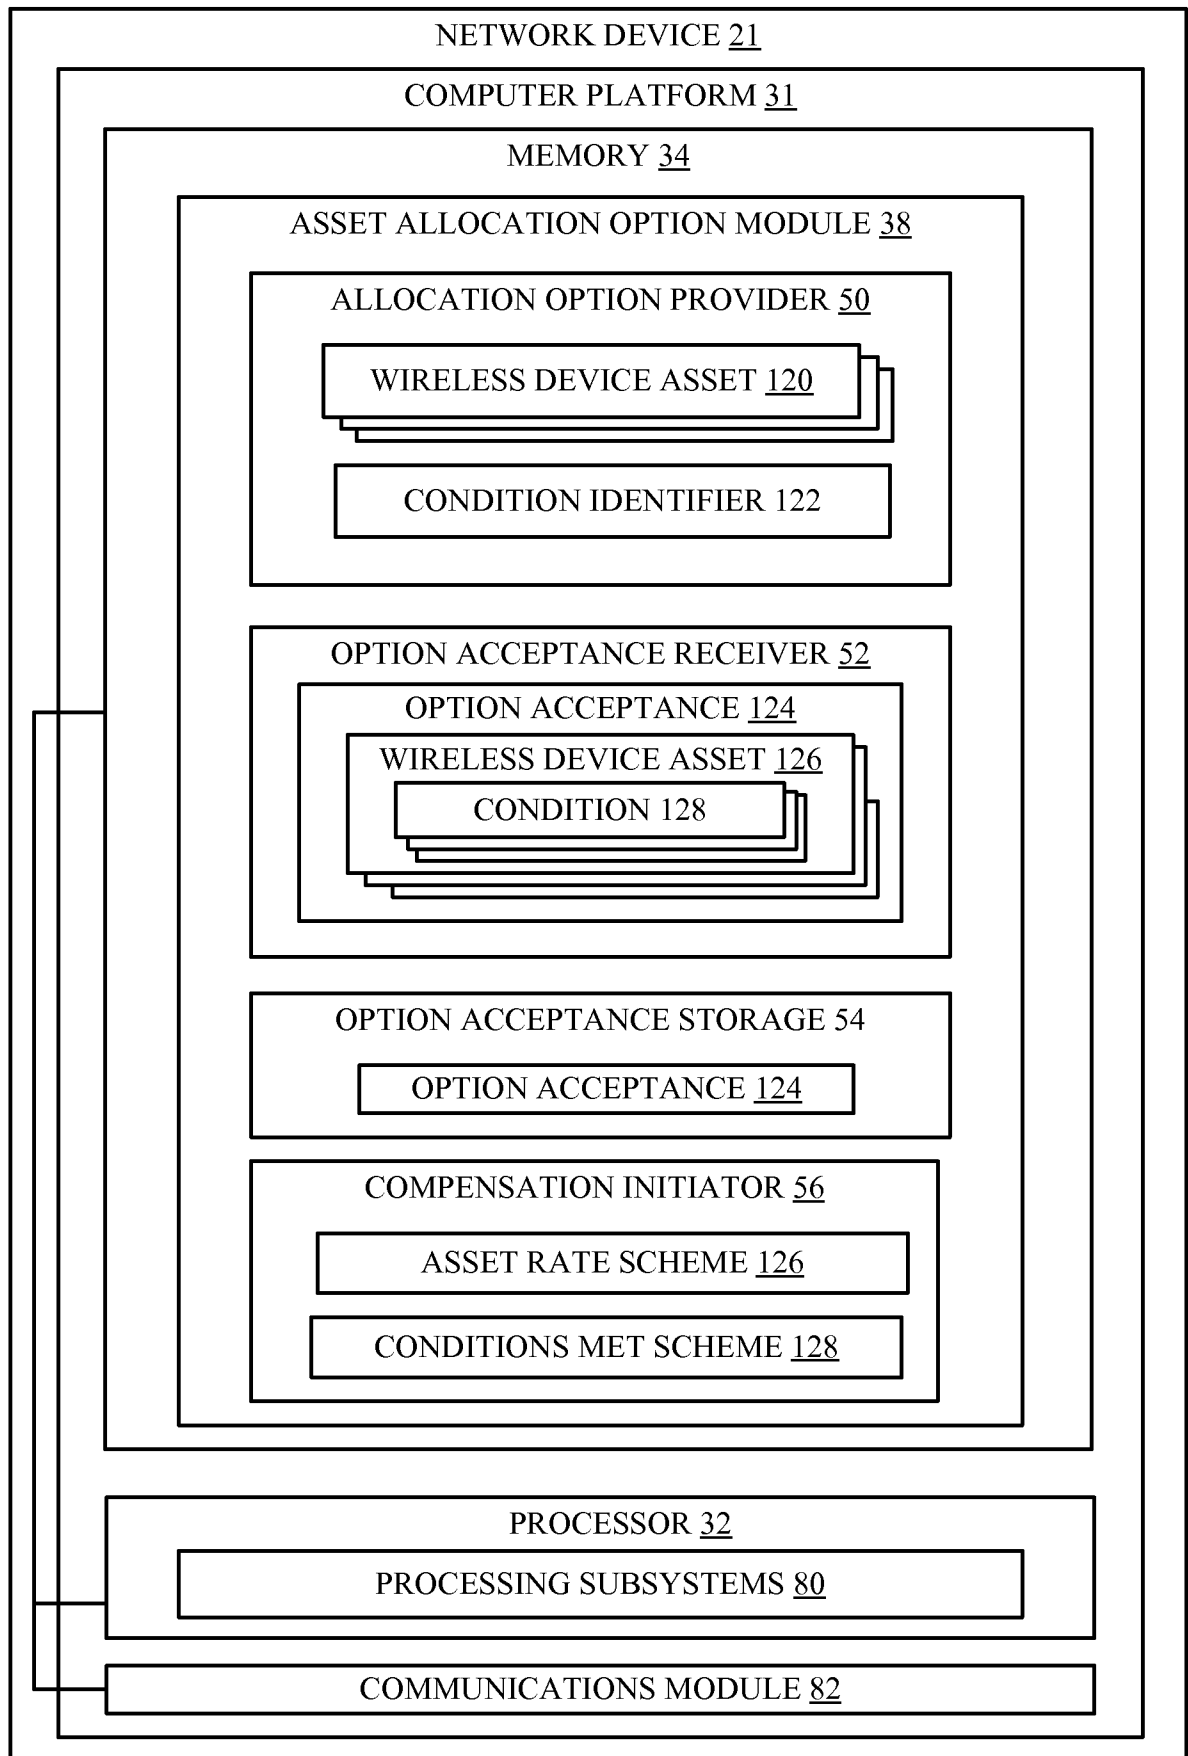 NETWORK DEVICE 21
COMPUTER PLATFORM 31
MEMORY 34
ASSET ALLOCATION OPTION MODULE 38
ALLOCATION OPTION PROVIDER 50
WIRELESS DEVICE ASSET 120
CONDITION IDENTIFIER 122
OPTION ACCEPTANCE RECEIVER 52
OPTION ACCEPTANCE 124
WIRELESS DEVICE ASSET 126
CONDITION 128
OPTION ACCEPTANCE STORAGE 54
OPTION ACCEPTANCE 124
COMPENSATION INITIATOR 56
ASSET RATE SCHEME 126
CONDITIONS MET SCHEME 128
PROCESSOR 32
PROCESSING SUBSYSTEMS 80
COMMUNICATIONS MODULE 82